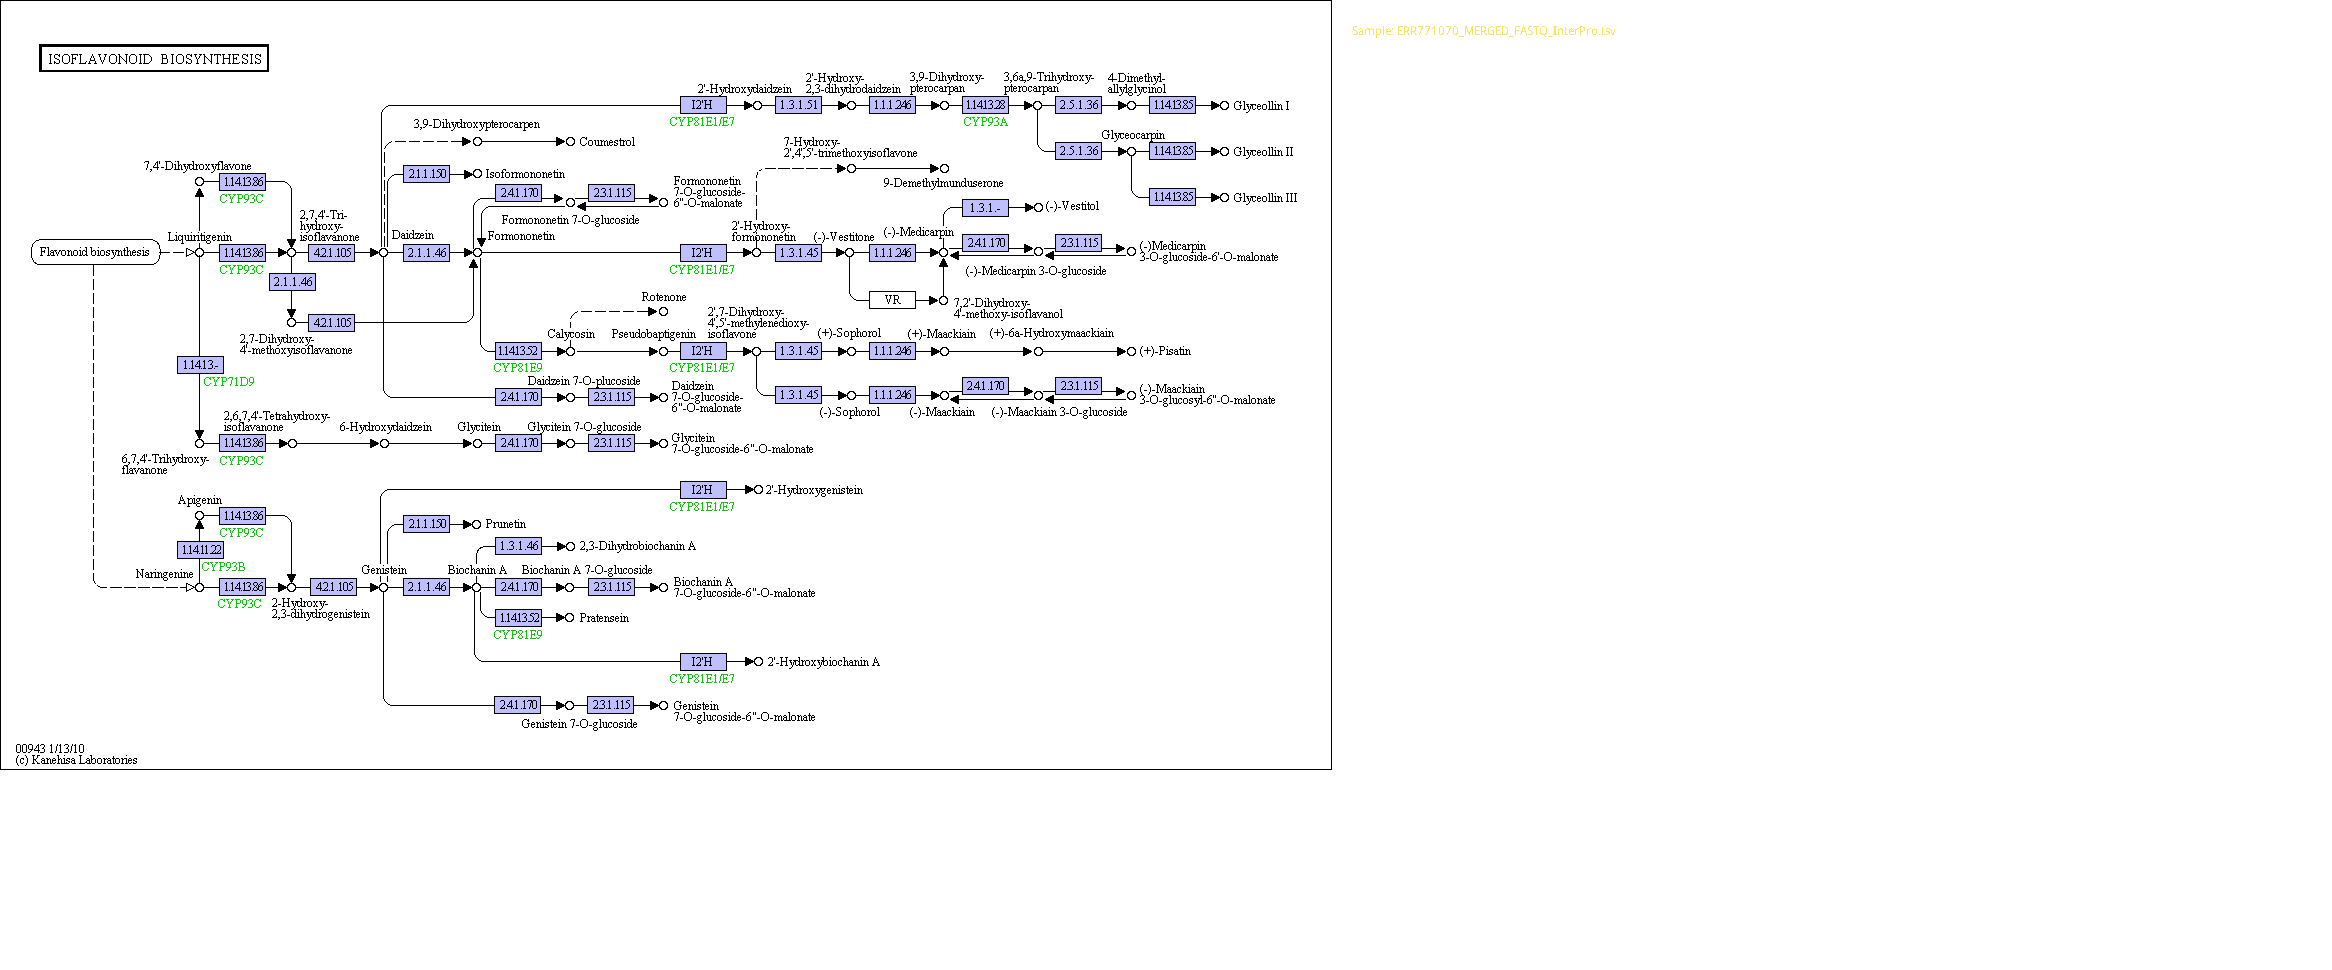 Sample: ERR771070_MERGED_FASTQ_InterPro.tsv
ISOFLAVONOID BIOSYNTHESIS
2'-Hydroxydaidzein
2'-Hydroxy-
2,3-dihydrodaidzein
3,9-Dihydroxy-
pterocarpan
3,6a,9-Trihydroxy-
pterocarpan
4-Dimethyl-
allylglycinol
I2'H
1.3.1.51
1.1.1.246
1.14.13.28
2.5.1.36
1.14.13.85
Glyceollin I
CYP81E1/E7
CYP93A
3,9-Dihydroxypterocarpen
Coumestrol
Glyceocarpin
2.5.1.36
1.14.13.85
Glyceollin II
7-Hydroxy-
2',4',5'-trimethoxyisoflavone
7,4'-Dihydroxyflavone
2.1.1.150
Isoformononetin
9-Demethylmunduserone
1.14.13.86
CYP93C
2.4.1.170
2.3.1.115
Formononetin
7-O-glucoside-
6"-O-malonate
1.14.13.85
Glyceollin III
Formononetin 7-O-glucoside
1.3.1.-
(-)-Vestitol
2,7,4'-Tri-
hydroxy-
isoflavanone
Liquiritigenin
Daidzein
Formononetin
2'-Hydroxy-
formononetin
(-)-Vestitone
(-)-Medicarpin
Flavonoid biosynthesis
1.14.13.86
4.2.1.105
2.1.1.46
I2'H
1.3.1.45
1.1.1.246
2.4.1.170
2.3.1.115
(-)Medicarpin
3-O-glucoside-6'-O-malonate
CYP93C
CYP81E1/E7
(-)-Medicarpin 3-O-glucoside
2.1.1.46
Rotenone
VR
7,2'-Dihydroxy-
4'-methoxy-isoflavanol
4.2.1.105
2,7-Dihydroxy-
4'-methoxyisoflavanone
Calycosin
Pseudobaptigenin
2',7-Dihydroxy-
4',5'-methylenedioxy-
isoflavone
(+)-Sophorol
(+)-Maackiain
(+)-6a-Hydroxymaackiain
1.14.13.52
I2'H
1.3.1.45
1.1.1.246
(+)-Pisatin
CYP81E9
CYP81E1/E7
1.14.13.-
CYP71D9
Daidzein 7-O-plucoside
2.4.1.170
2.3.1.115
Daidzein
7-O-glucoside-
6"-O-malonate
1.3.1.45
1.1.1.246
2.4.1.170
2.3.1.115
(-)-Maackiain
3-O-glucosyl-6"-O-malonate
(-)-Sophorol
(-)-Maackiain
(-)-Maackiain 3-O-glucoside
2,6,7,4'-Tetrahydroxy-
isoflavanone
6-Hydroxydaidzein
Glycitein
Glycitein 7-O-glucoside
1.14.13.86
2.4.1.170
2.3.1.115
Glycitein
7-O-glucoside-6"-O-malonate
CYP93C
6,7,4'-Trihydroxy-
flavanone
I2'H
2'-Hydroxygenistein
CYP81E1/E7
Apigenin
1.14.13.86
CYP93C
2.1.1.150
Prunetin
1.14.11.22
CYP93B
1.3.1.46
2,3-Dihydrobiochanin A
Naringenine
Genistein
Biochanin A
Biochanin A 7-O-glucoside
1.14.13.86
4.2.1.105
2.1.1.46
2.4.1.170
2.3.1.115
Biochanin A
7-O-glucoside-6"-O-malonate
CYP93C
2-Hydroxy-
2,3-dihydrogenistein
1.14.13.52
Pratensein
CYP81E9
I2'H
2'-Hydroxybiochanin A
CYP81E1/E7
2.4.1.170
2.3.1.115
Genistein
7-O-glucoside-6"-O-malonate
Genistein 7-O-glucoside
00943 1/13/10
(c) Kanehisa Laboratories